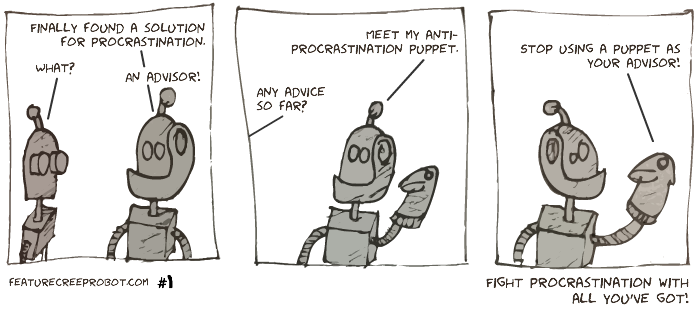 FINALLY FOUND A SOLUTION
FOR PROCRASTINATION.
WHAT?
AN ADVISOR!
MEET MY ANTI-
PROCRASTINATION PUPPET.
ANY ADVICE
SO FAR?
STOP USING A PUPPET AS
YOUR ADVISOR!
FEATURECREEPROBOT.COM #1
FIGHT PROCRASTINATION WITH
ALL YOU'VE GOT!